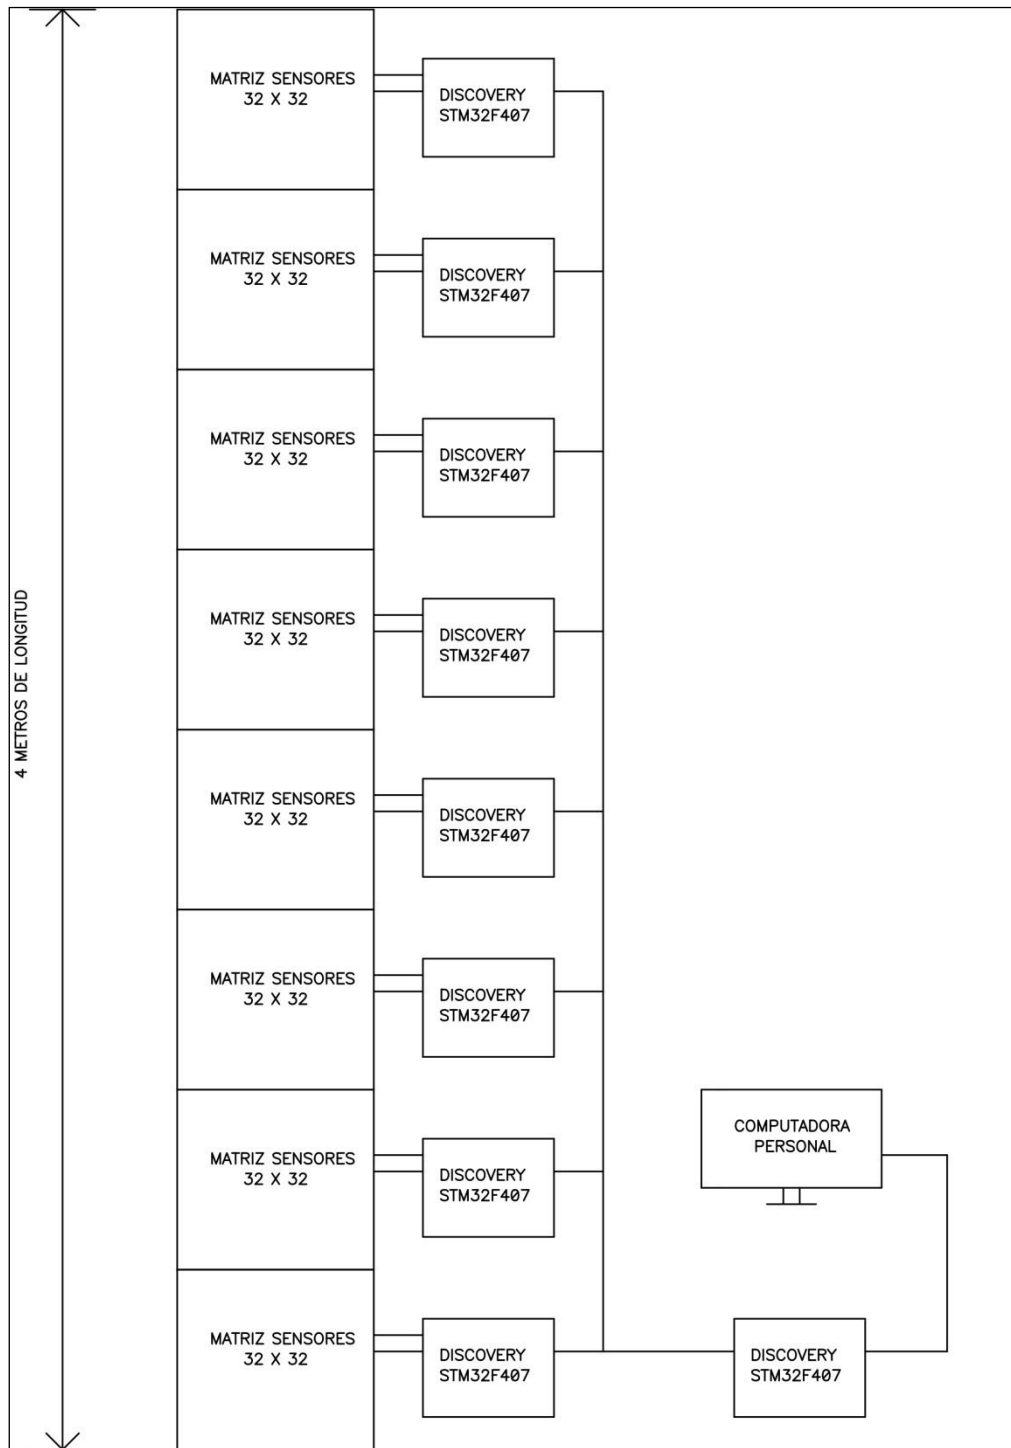 MATRIZ SENSORES
32 X 32
DISCOVERY
STM32F407
MATRIZ SENSORES
32 X 32
DISCOVERY
STM32F407
MATRIZ SENSORES
32 X 32
DISCOVERY
STM32F407
4 METROS DE LONGITUD
MATRIZ SENSORES
32 X 32
DISCOVERY
STM32F407
MATRIZ SENSORES
32 X 32
DISCOVERY
STM32F407
MATRIZ SENSORES
32 X 32
DISCOVERY
STM32F407
MATRIZ SENSORES
32 X 32
DISCOVERY
STM32F407
COMPUTADORA
PERSONAL
MATRIZ SENSORES
32 X 32
DISCOVERY
STM32F407
DISCOVERY
STM32F407